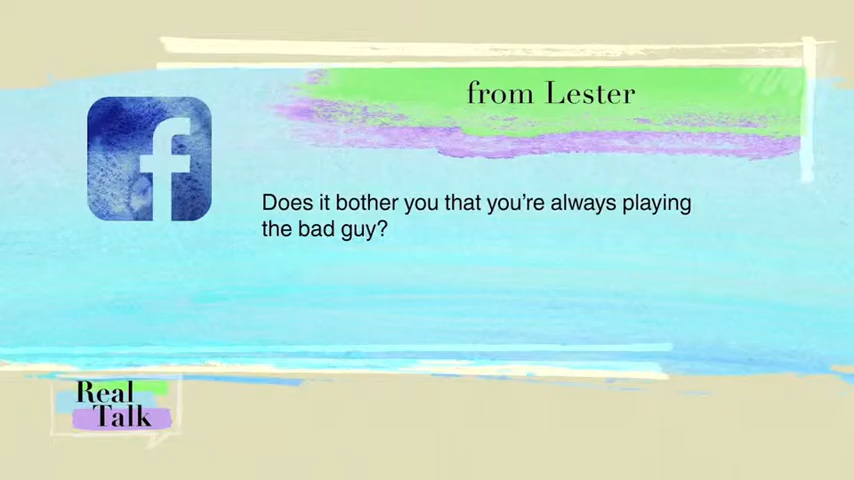 from Lester
Does it bother you that you're always playing
the bad guy?
Real
Talk